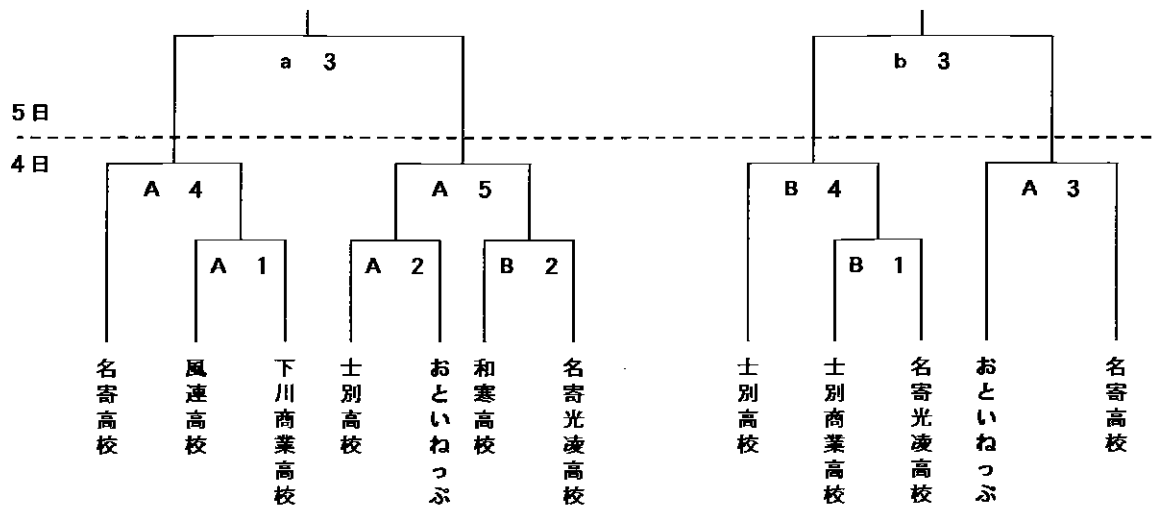 a 3
b 3
5日
4日
A 4
A 5
B 4
A 3
A 1
A 2
B 2
B 1
名寄高校
風連高校
下川商業高校
士別高校
おといねっぷ
和寒高校
名寄光凌高校
士別高校
士別商業高校
名寄光凌高校
おといねっぷ
名寄高校